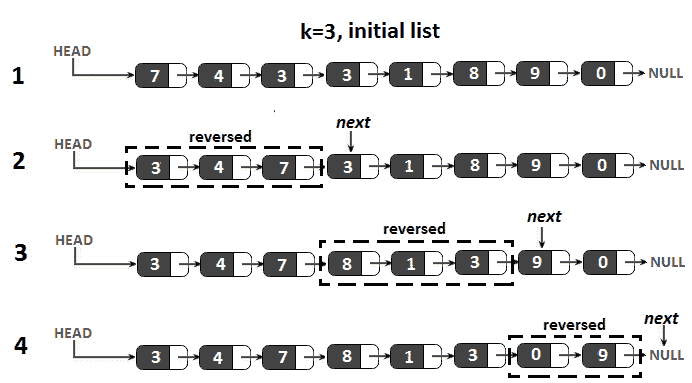 k=3, initial list
HEAD
1 7 4 3 3 1 8 9 0 NULL
reversed next
HEAD
2 3 4 7 3 1 8 9 0 NULL
reversed next
HEAD
3 3 4 7 8 1 3 9 0 NULL
reversed next
HEAD
4 3 4 7 8 1 3 0 9 NULL